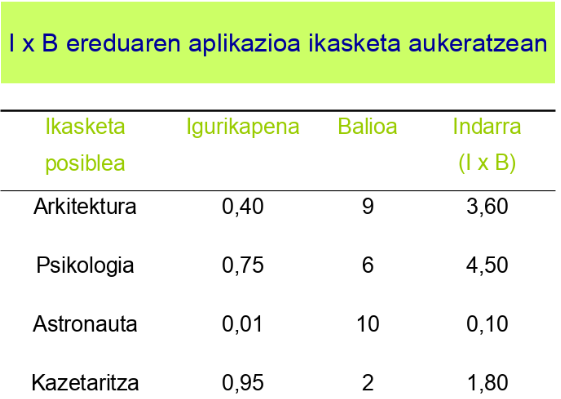 I x B ereduaren aplikazioa ikasketa aukeratzean
Ikasketa posiblea Igurikapena Balioa Indarra (I x B)
Arkitektura 0,40 9 3,60
Psikologia 0,75 6 4,50
Astronauta 0,01 10 0,10
Kazetaritza 0,95 2 1,80